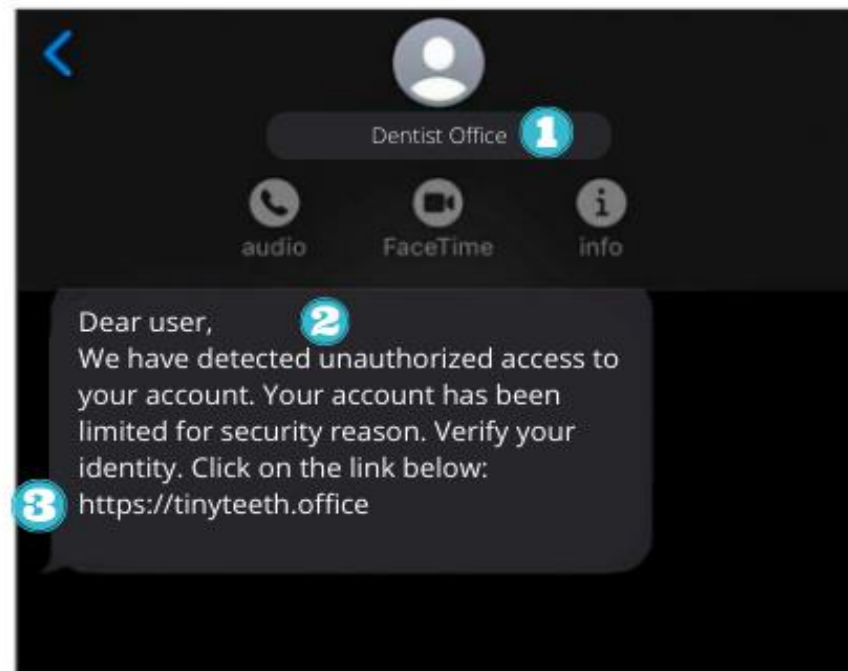 Dentist Office 1
audio FaceTime info
Dear user, 2
We have detected unauthorized access to
your account. Your account has been
limited for security reason. Verify your
identity. Click on the link below:
3 https://tinyteeth.office